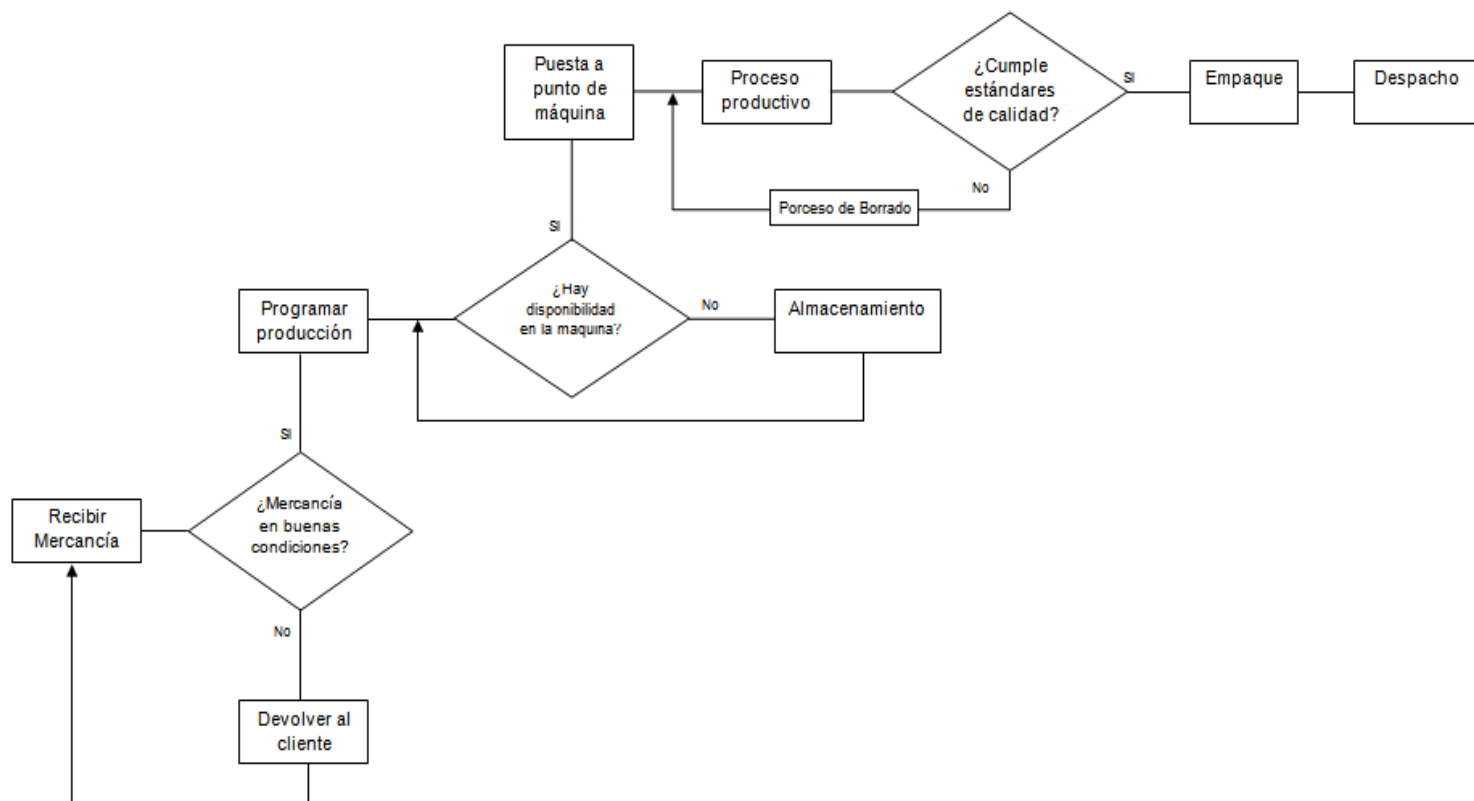 Puesta a
punto de
máquina
Proceso
productivo
¿Cumple
estándares
de calidad?
SI
Empaque
Despacho
No
Porceso de Borrado
SI
Programar
producción
¿Hay
disponibilidad
en la maquina?
No
Almacenamiento
SI
Recibir
Mercancía
¿Mercancía
en buenas
condiciones?
No
Devolver al
cliente